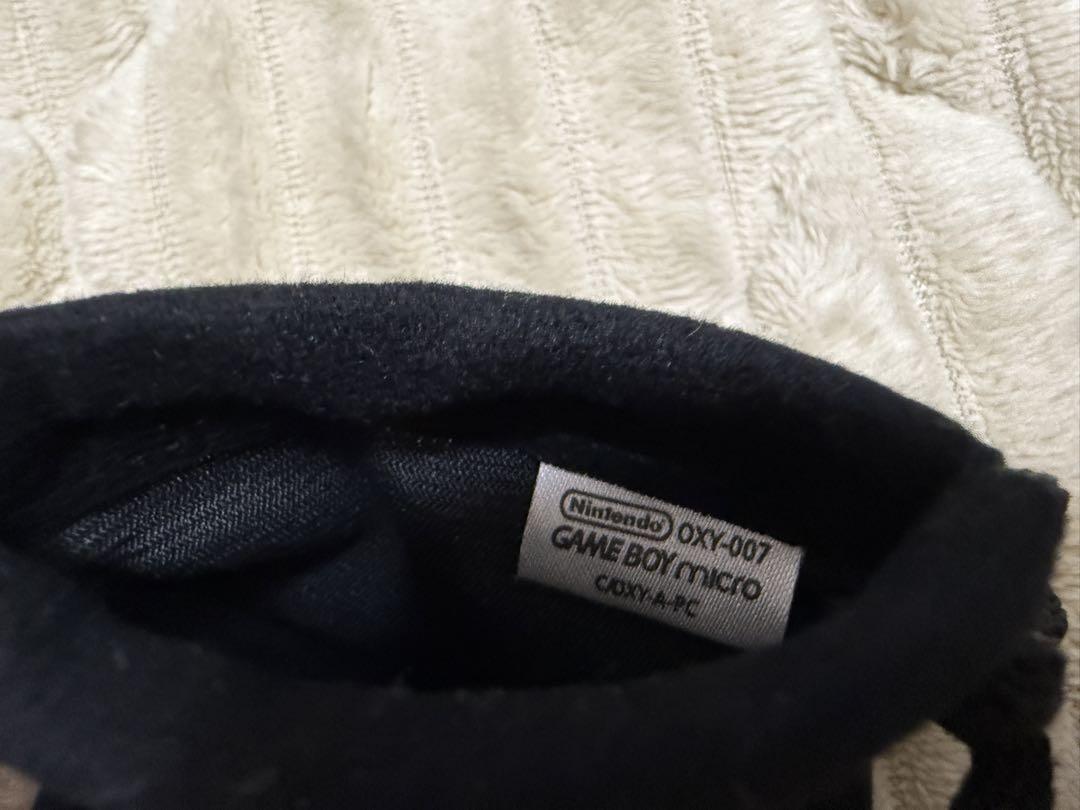 Nintendo OXY-007
GAME BOY micro
C/OXY-A-PC